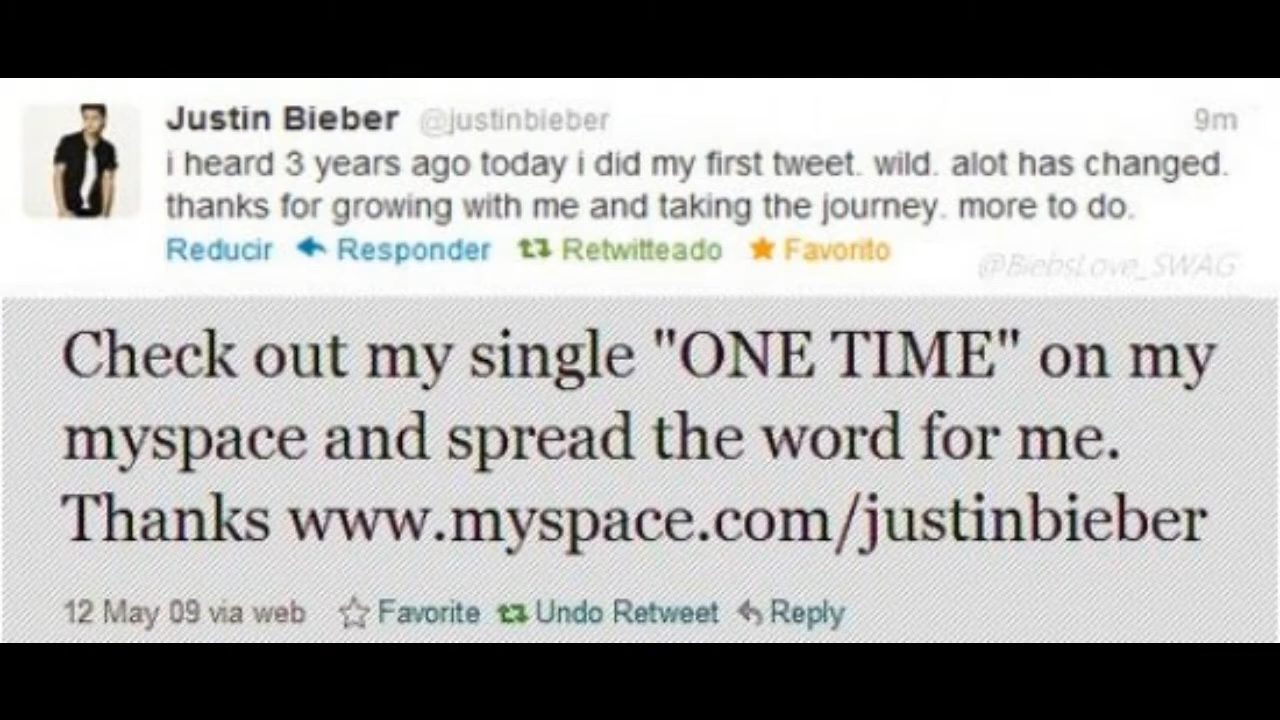 Justin Bieber @justinbieber 9m
i heard 3 years ago today i did my first tweet. wild. alot has changed.
thanks for growing with me and taking the journey. more to do.
Reducir Responder Retwitteado Favorito
@BiebsLove_SWAG
Check out my single "ONE TIME" on my
myspace and spread the word for me.
Thanks www.myspace.com/justinbieber
12 May 09 via web Favorite Undo Retweet Reply